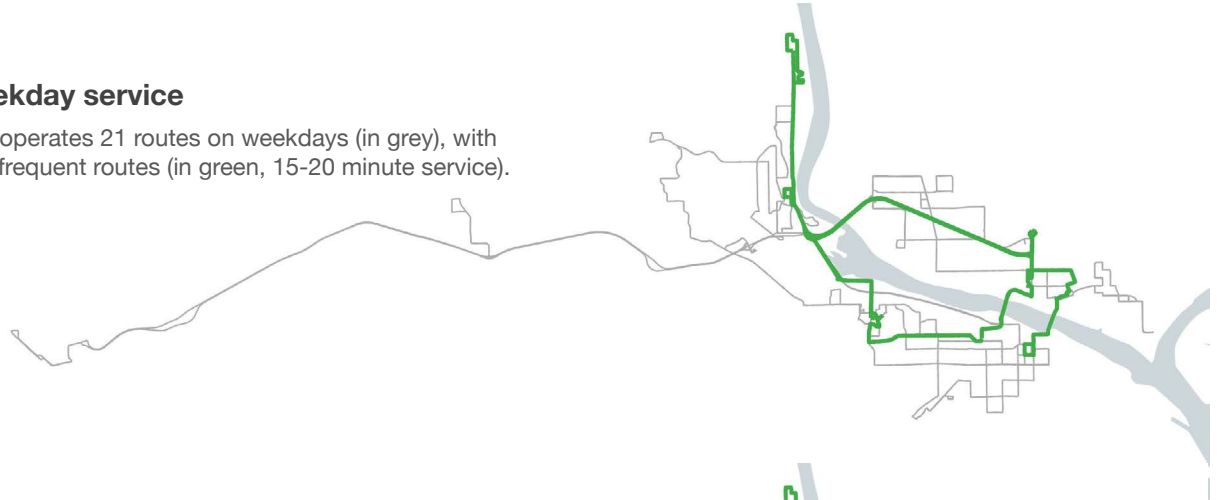 ekday service
operates 21 routes on weekdays (in grey), with
frequent routes (in green, 15-20 minute service).